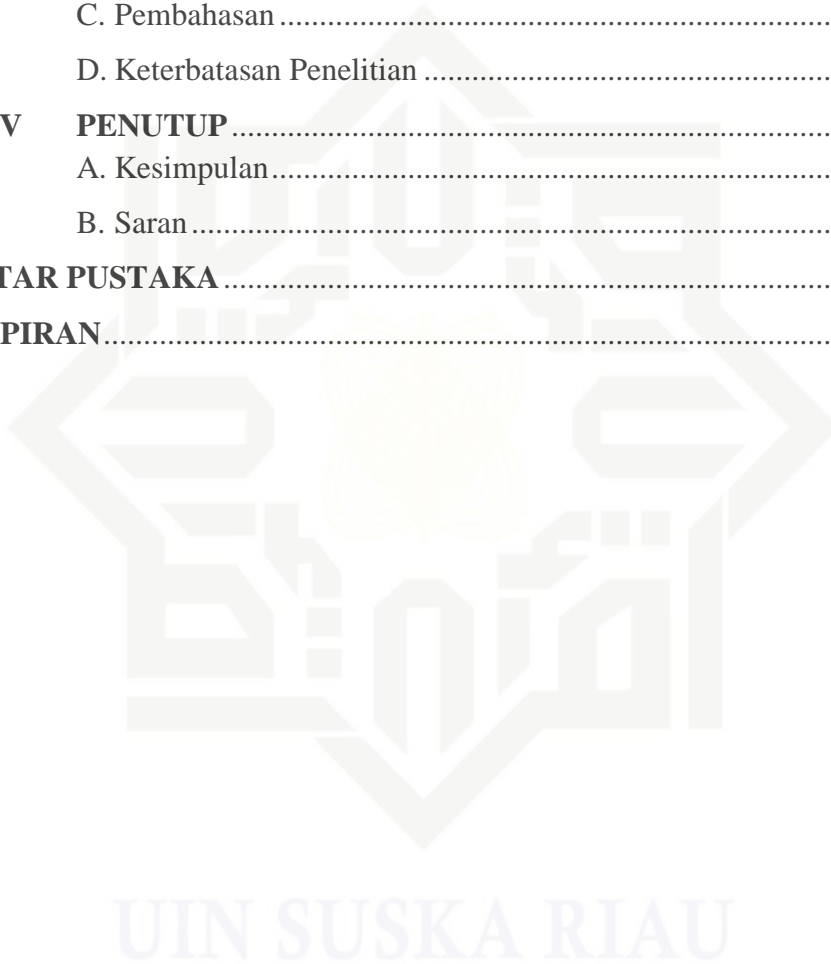 C. Pembahasan ........................................................................
D. Keterbatasan Penelitian .....................................................
V PENUTUP ..............................................................................
A. Kesimpulan ........................................................................
B. Saran ..................................................................................
TAR PUSTAKA ..............................................................................
PIRAN ............................................................................................
UIN SUSKA RIAU